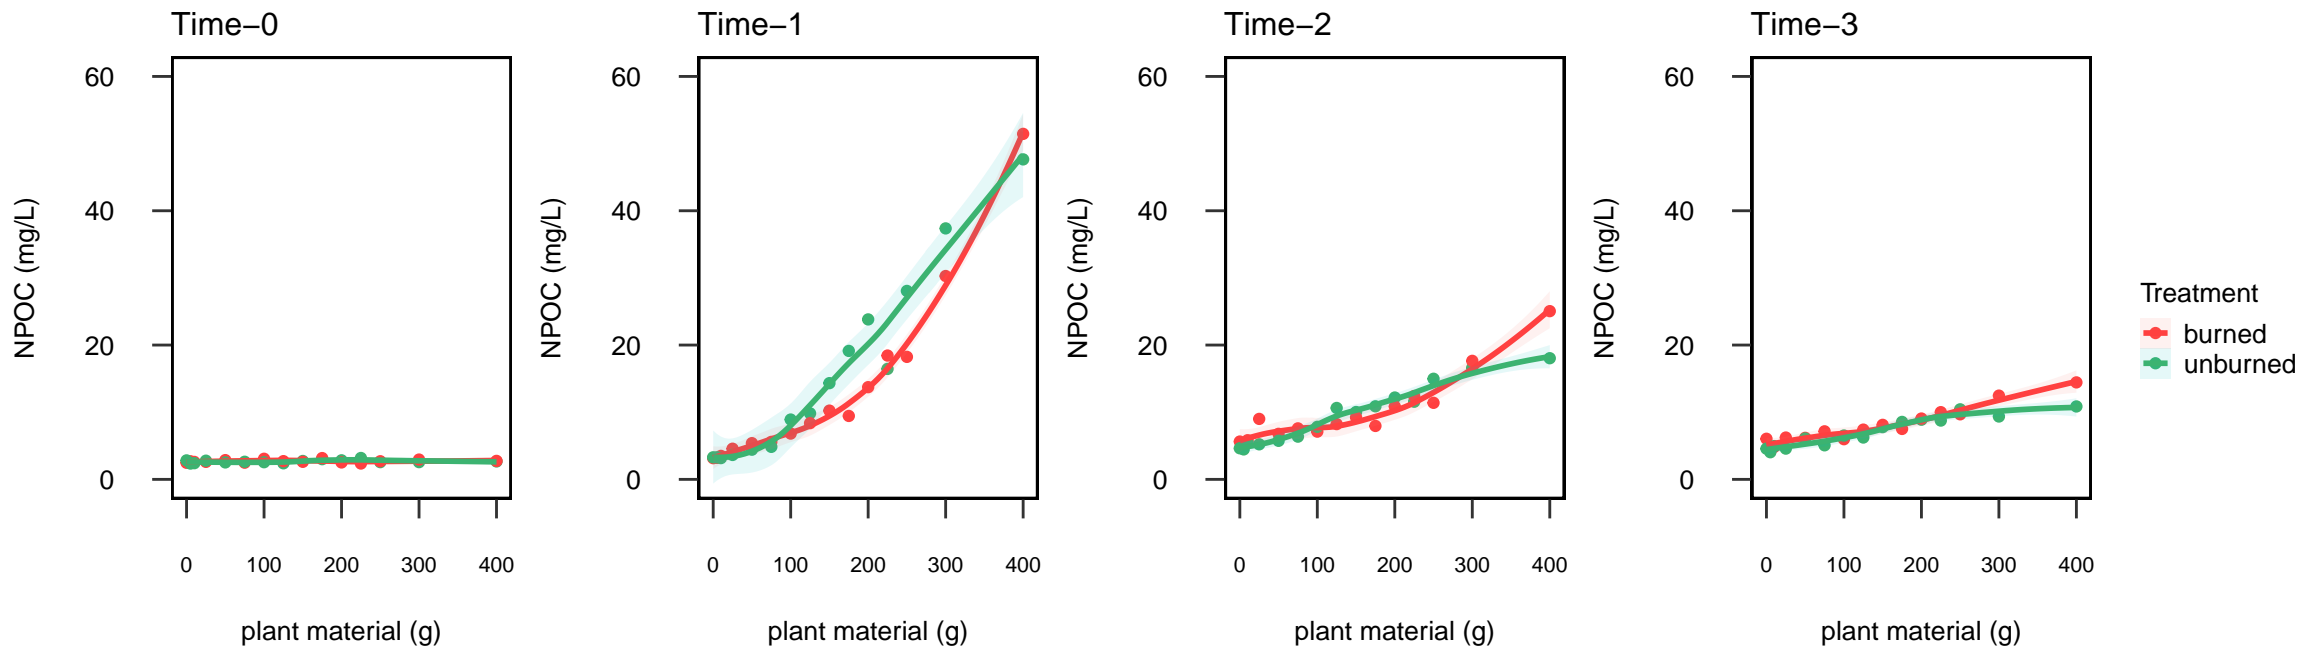 Time−0
60
40
20
0
NPOC (mg/L)
0 100 200 300 400
plant material (g)
Time−1
60
40
20
0
NPOC (mg/L)
0 100 200 300 400
plant material (g)
Time−2
60
40
20
0
NPOC (mg/L)
0 100 200 300 400
plant material (g)
Time−3
60
40
20
0
NPOC (mg/L)
0 100 200 300 400
plant material (g)
Treatment
burned
unburned